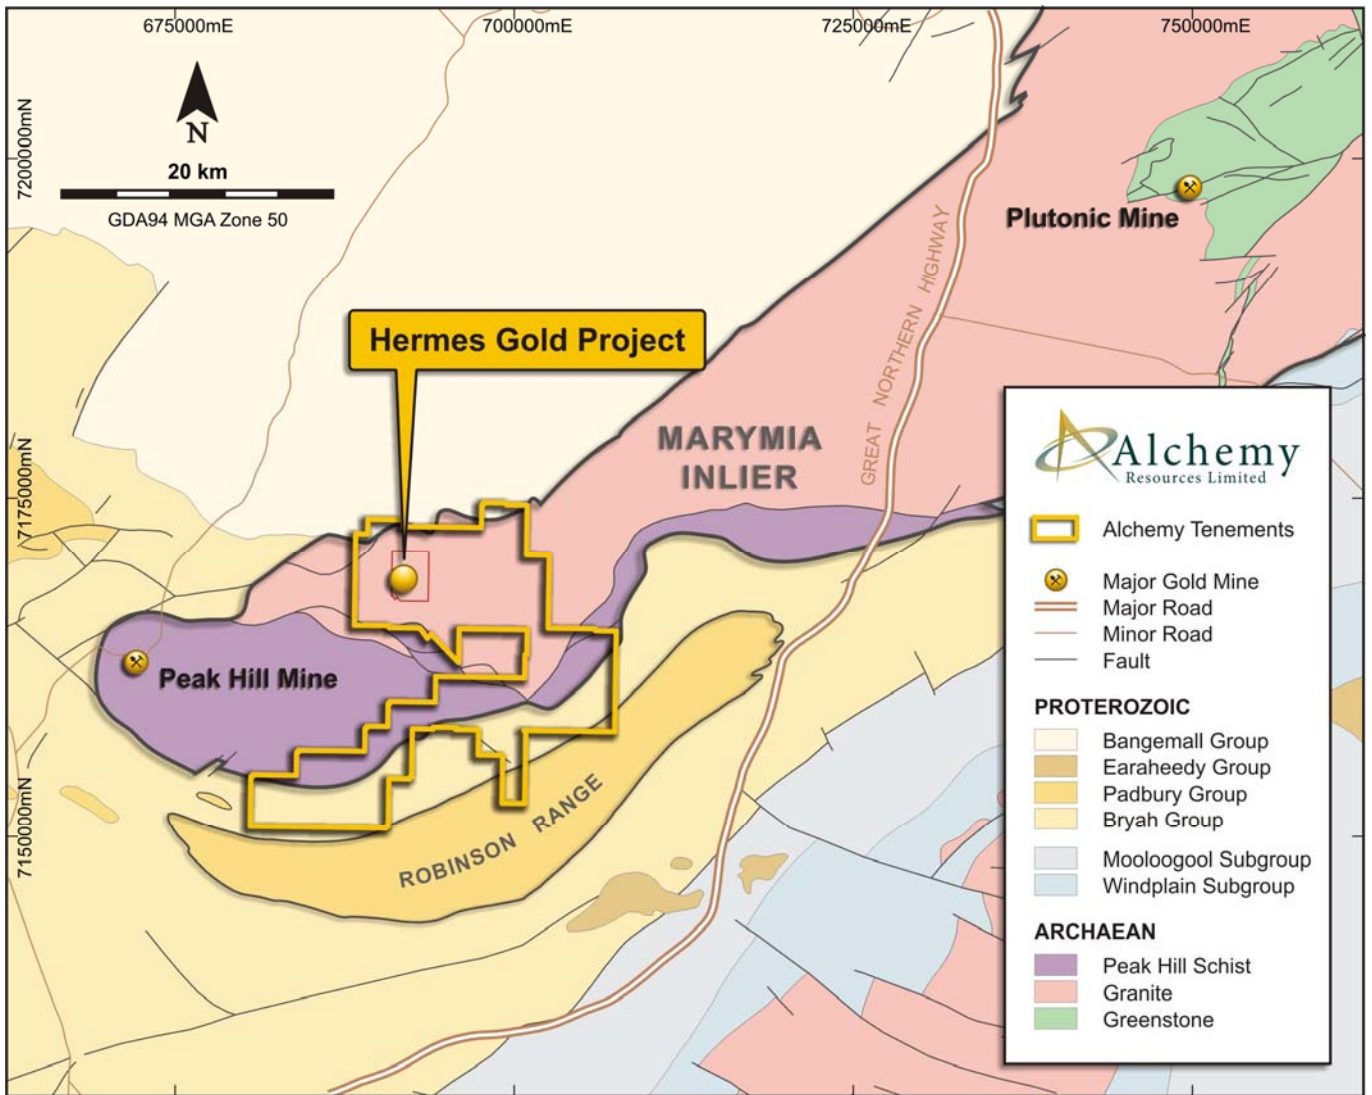 675000mE
700000mE
725000mE
750000mE
7200000mN
7175000mN
7150000mN
N
20 km
GDA94 MGA Zone 50
Plutonic Mine
GREAT NORTHERN HIGHWAY
Hermes Gold Project
MARYMIA
INLIER
Peak Hill Mine
ROBINSON RANGE
Alchemy
Resources Limited
Alchemy Tenements
Major Gold Mine
Major Road
Minor Road
Fault
PROTEROZOIC
Bangemall Group
Earaheedy Group
Padbury Group
Bryah Group
Mooloogool Subgroup
Windplain Subgroup
ARCHAEAN
Peak Hill Schist
Granite
Greenstone